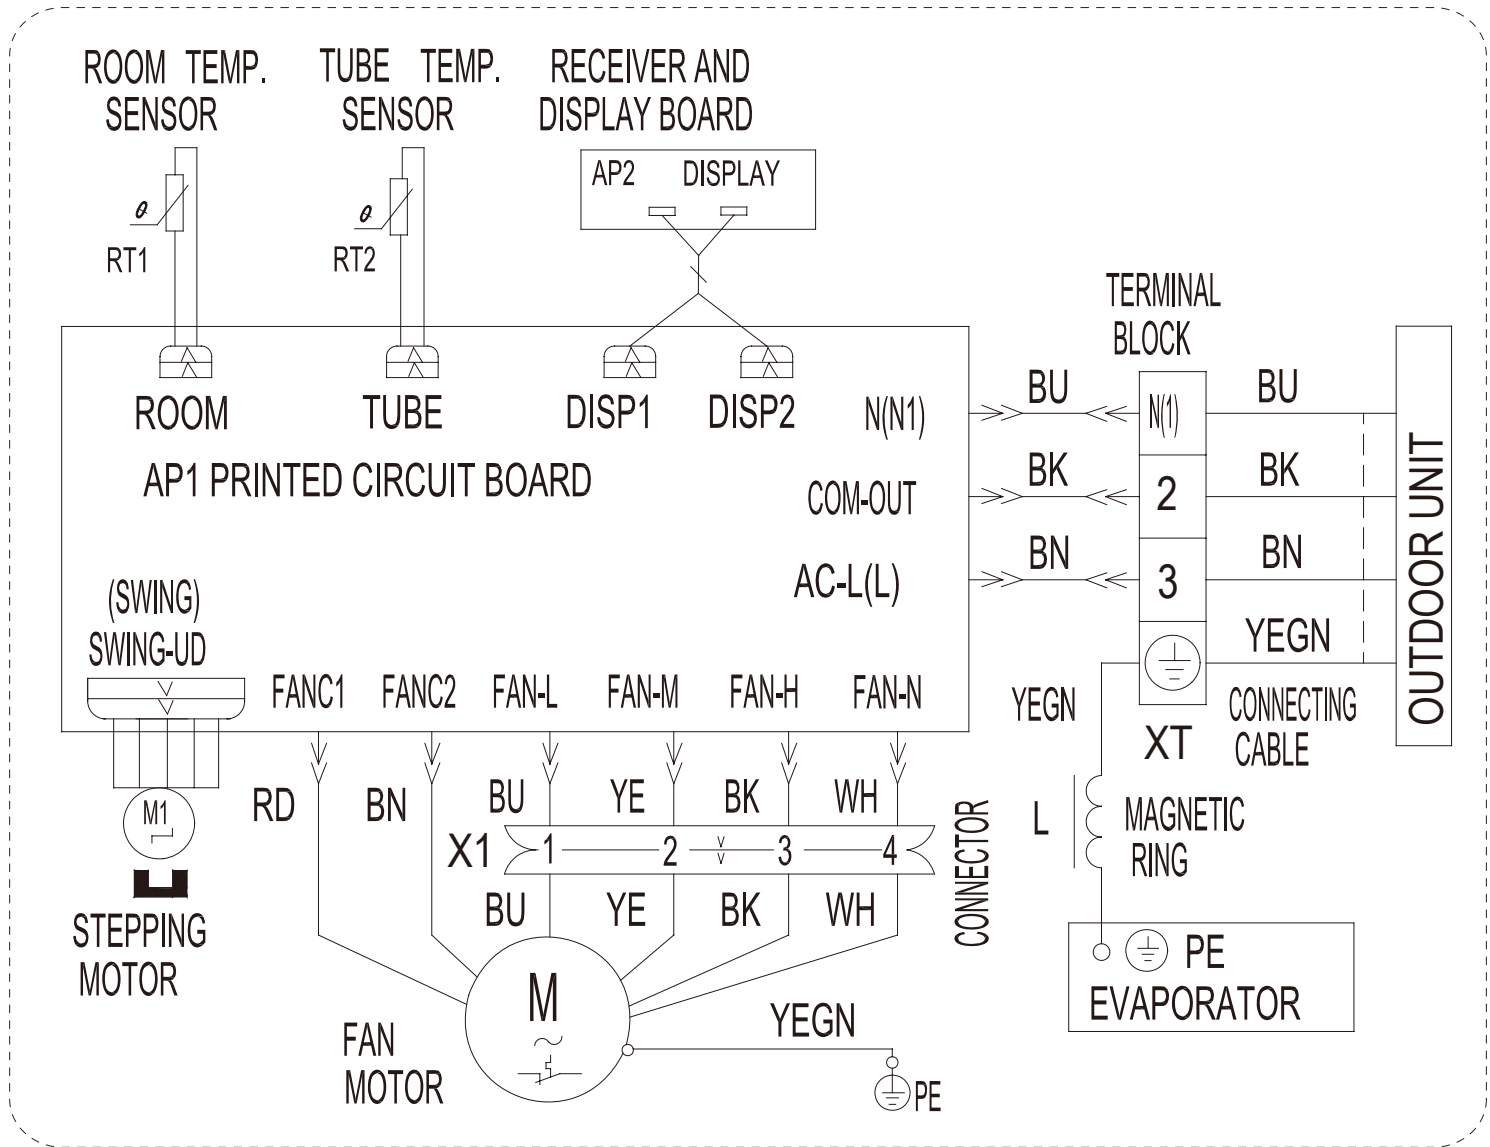 ROOM TEMP.
SENSOR
TUBE TEMP.
SENSOR
RECEIVER AND
DISPLAY BOARD
AP2 DISPLAY
θ
RT1
θ
RT2
TERMINAL
BLOCK
ROOM
TUBE
DISP1
DISP2
N(N1)
BU
N(1)
BU
AP1 PRINTED CIRCUIT BOARD
COM-OUT
BK
2
BK
AC-L(L)
BN
3
BN
YEGN
OUTDOOR UNIT
(SWING)
SWING-UD
FANC1
FANC2
FAN-L
FAN-M
FAN-H
FAN-N
YEGN
XT
CONNECTING
CABLE
RD
BN
BU
YE
BK
WH
M1
X1
1
2
3
4
CONNECTOR
L
MAGNETIC
RING
BU
YE
BK
WH
STEPPING
MOTOR
PE
EVAPORATOR
M
FAN
MOTOR
YEGN
PE